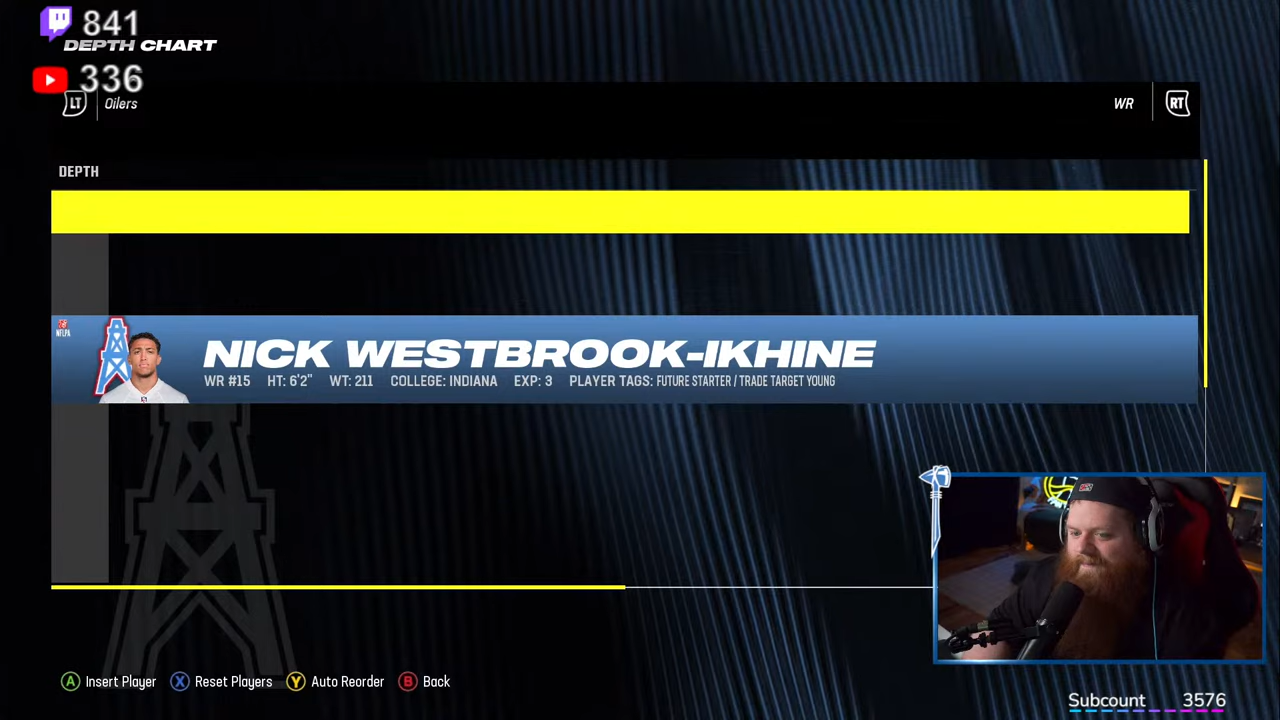 841
DEPTH CHART
336
LT
Oilers
WR
RT
DEPTH
NFLPA
NICK WESTBROOK-IKHINE
WR #15 HT: 6'2" WT: 211 COLLEGE: INDIANA EXP: 3 PLAYER TAGS: FUTURE STARTER / TRADE TARGET YOUNG
A Insert Player X Reset Players Y Auto Reorder B Back
Subcount 3576